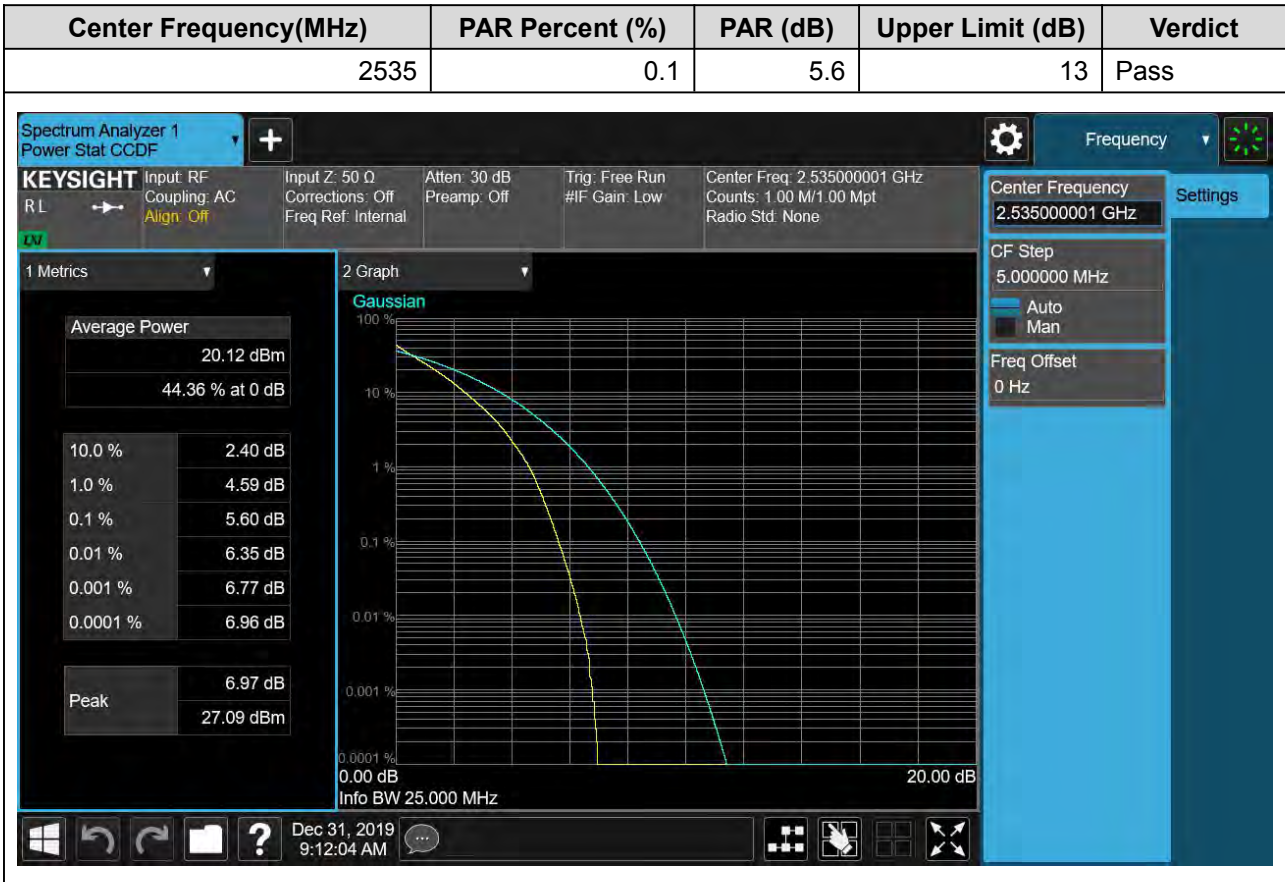 Center Frequency(MHz) PAR Percent (%) PAR (dB) Upper Limit (dB) Verdict
2535 0.1 5.6 13 Pass
Spectrum Analyzer 1
Power Stat CCDF
Frequency
KEYSIGHT
R L
Input: RF
Coupling: AC
Align: Off
Input Z: 50 Ω
Corrections: Off
Freq Ref: Internal
Atten: 30 dB
Preamp: Off
Trig: Free Run
#IF Gain: Low
Center Freq: 2.535000001 GHz
Counts: 1.00 M/1.00 Mpt
Radio Std: None
Center Frequency
2.535000001 GHz
Settings
CF Step
5.000000 MHz
Auto
Man
Freq Offset
0 Hz
1 Metrics
Average Power
20.12 dBm
44.36 % at 0 dB
10.0 % 2.40 dB
1.0 % 4.59 dB
0.1 % 5.60 dB
0.01 % 6.35 dB
0.001 % 6.77 dB
0.0001 % 6.96 dB
Peak
6.97 dB
27.09 dBm
2 Graph
Gaussian
100 %
10 %
1 %
0.1 %
0.01 %
0.001 %
0.0001 %
0.00 dB 20.00 dB
Info BW 25.000 MHz
?
Dec 31, 2019
9:12:04 AM